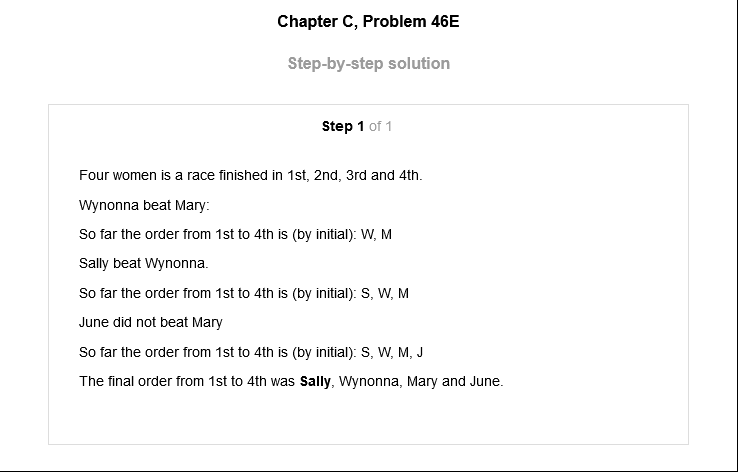 Chapter C, Problem 46E
Step-by-step solution
Step 1 of 1
Four women is a race finished in 1st, 2nd, 3rd and 4th.
Wynonna beat Mary:
So far the order from 1st to 4th is (by initial): W, M
Sally beat Wynonna.
So far the order from 1st to 4th is (by initial): S, W, M
June did not beat Mary
So far the order from 1st to 4th is (by initial): S, W, M, J
The final order from 1st to 4th was Sally, Wynonna, Mary and June.